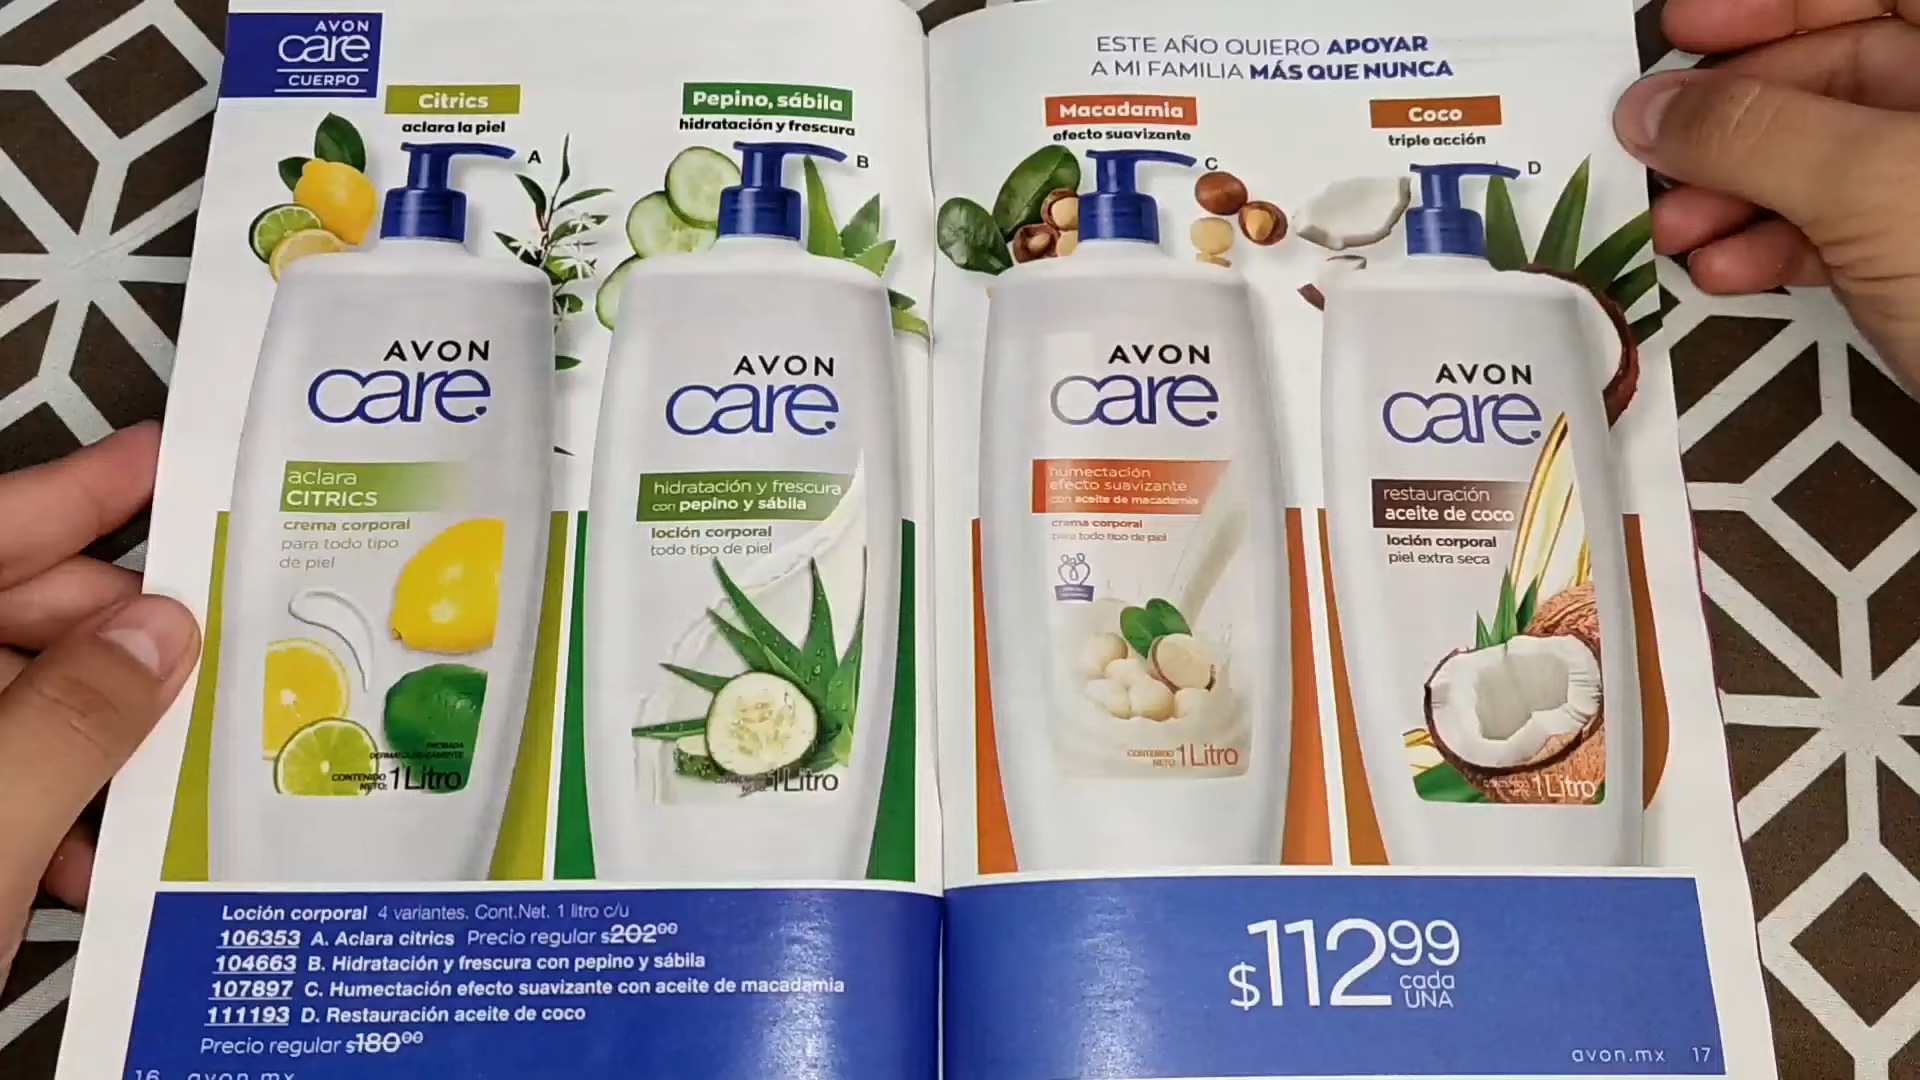 AVON
care
CUERPO
Citrics
aclara la piel
A
Pepino, sábila
hidratación y frescura
B
ESTE AÑO QUIERO APOYAR
A MI FAMILIA MÁS QUE NUNCA
Macadamia
efecto suavizante
C
Coco
triple acción
D
AVON
care
aclara
CITRICS
crema corporal
para todo tipo
de piel
PROBADA
DERMATOLÓGICAMENTE
CONTENIDO
NETO: 1 Litro
AVON
care
hidratación y frescura
con pepino y sábila
loción corporal
todo tipo de piel
1 Litro
AVON
care
humectación
efecto suavizante
con aceite de macadamia
crema corporal
para todo tipo de piel
CONTENIDO
NETO: 1 Litro
AVON
care
restauración
aceite de coco
loción corporal
piel extra seca
1 Litro
Loción corporal 4 variantes. Cont.Net. 1 litro c/u
106353 A. Aclara citrics Precio regular $20200
104663 B. Hidratación y frescura con pepino y sábila
107897 C. Humectación efecto suavizante con aceite de macadamia
111193 D. Restauración aceite de coco
Precio regular $18000
16 avon.mx
$112.99
cada
UNA
avon.mx 17